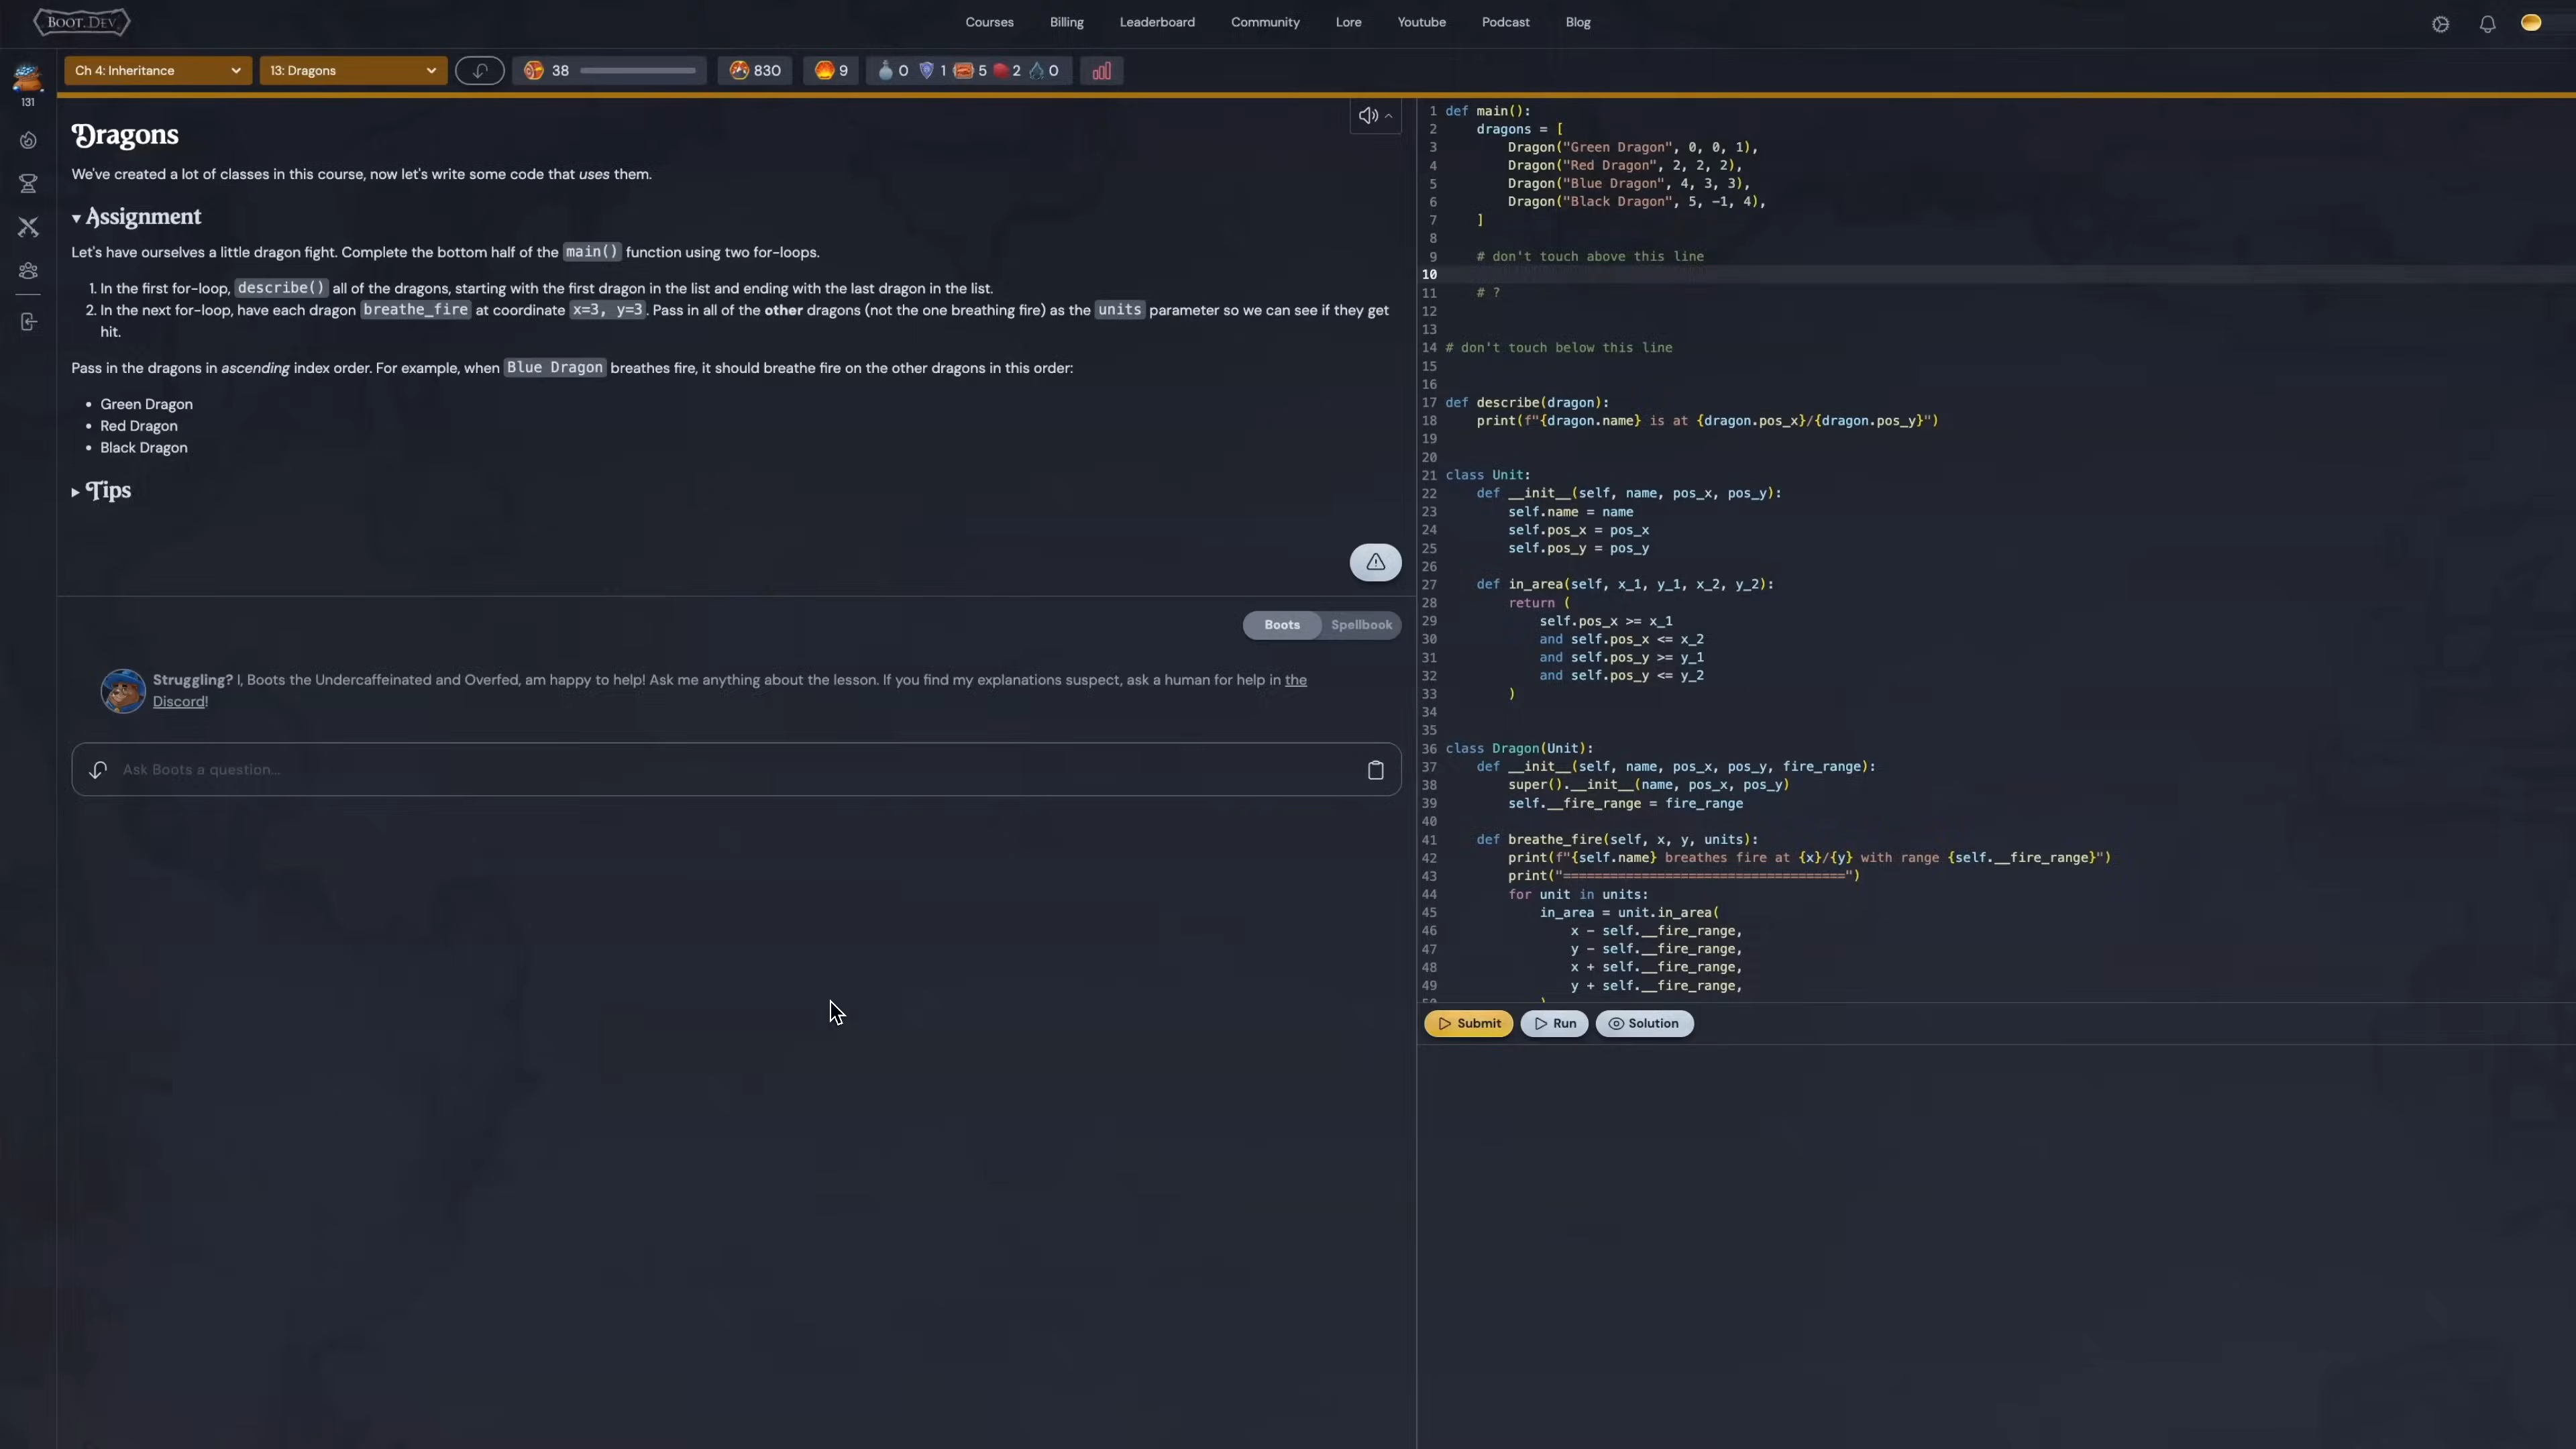 BOOT.DEV
Courses Billing Leaderboard Community Lore Youtube Podcast Blog
Ch 4: Inheritance
13: Dragons
38
830
9
0 1 5 2 0
131
Dragons
We've created a lot of classes in this course, now let's write some code that uses them.
▾ Assignment
Let's have ourselves a little dragon fight. Complete the bottom half of the main() function using two for-loops.
1. In the first for-loop, describe() all of the dragons, starting with the first dragon in the list and ending with the last dragon in the list.
2. In the next for-loop, have each dragon breathe_fire at coordinate x=3, y=3. Pass in all of the other dragons (not the one breathing fire) as the units parameter so we can see if they get
hit.
Pass in the dragons in ascending index order. For example, when Blue Dragon breathes fire, it should breathe fire on the other dragons in this order:
• Green Dragon
• Red Dragon
• Black Dragon
▸ Tips
Boots Spellbook
Struggling? I, Boots the Undercaffeinated and Overfed, am happy to help! Ask me anything about the lesson. If you find my explanations suspect, ask a human for help in the
Discord!
Ask Boots a question...
1 def main():
2     dragons = [
3         Dragon("Green Dragon", 0, 0, 1),
4         Dragon("Red Dragon", 2, 2, 2),
5         Dragon("Blue Dragon", 4, 3, 3),
6         Dragon("Black Dragon", 5, -1, 4),
7     ]
8
9     # don't touch above this line
10
11     # ?
12
13
14 # don't touch below this line
15
16
17 def describe(dragon):
18     print(f"{dragon.name} is at {dragon.pos_x}/{dragon.pos_y}")
19
20
21 class Unit:
22     def __init__(self, name, pos_x, pos_y):
23         self.name = name
24         self.pos_x = pos_x
25         self.pos_y = pos_y
26
27     def in_area(self, x_1, y_1, x_2, y_2):
28         return (
29             self.pos_x >= x_1
30             and self.pos_x <= x_2
31             and self.pos_y >= y_1
32             and self.pos_y <= y_2
33         )
34
35
36 class Dragon(Unit):
37     def __init__(self, name, pos_x, pos_y, fire_range):
38         super().__init__(name, pos_x, pos_y)
39         self.__fire_range = fire_range
40
41     def breathe_fire(self, x, y, units):
42         print(f"{self.name} breathes fire at {x}/{y} with range {self.__fire_range}")
43         print("====================================")
44         for unit in units:
45             in_area = unit.in_area(
46                 x - self.__fire_range,
47                 y - self.__fire_range,
48                 x + self.__fire_range,
49                 y + self.__fire_range,
Submit Run Solution